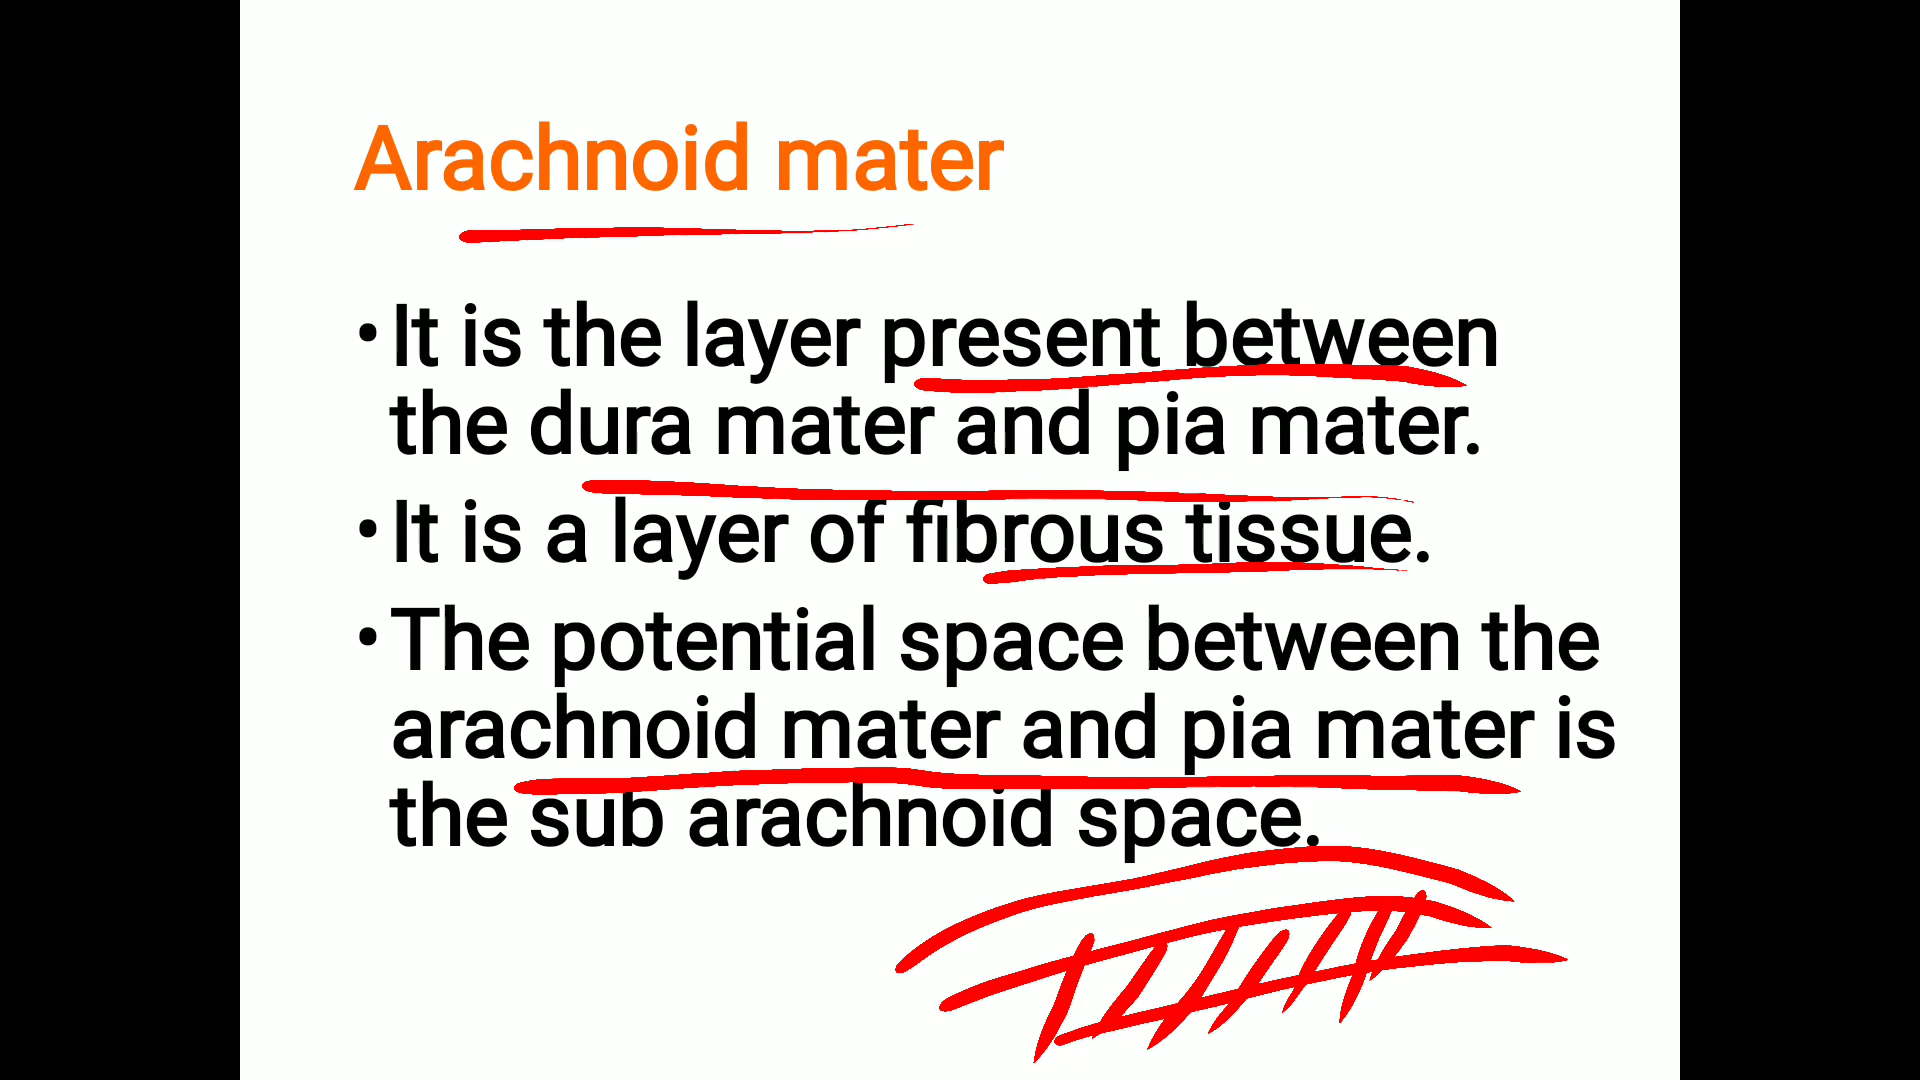 Arachnoid mater
• It is the layer present between
the dura mater and pia mater.
• It is a layer of fibrous tissue.
• The potential space between the
arachnoid mater and pia mater is
the sub arachnoid space.